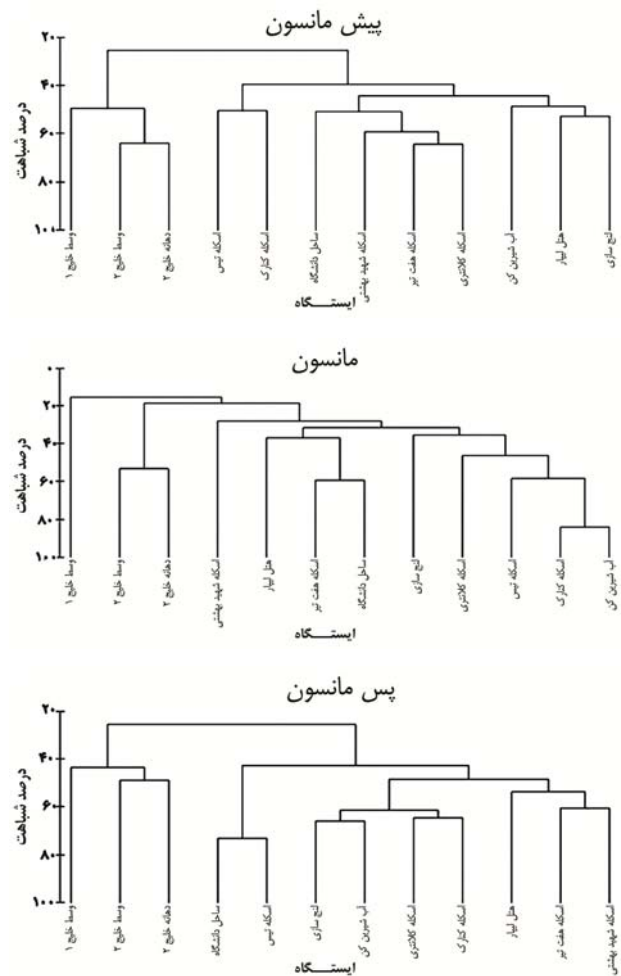 پیش مانسون
۲۰
۴۰
۶۰
۸۰
۱۰۰
درصد شباهت
وسط خلیج ۱
وسط خلیج ۲
دهانه خلیج ۲
اسکله تیس
اسکله کنارک
ساحل دانشگاه
اسکله شهید بهشتی
اسکله هفت تیر
اسکله کلانتری
آب شیرین کن
هتل لیپار
لنج سازی
ایستــــگاه
مانسون
۰
۲۰
۴۰
۶۰
۸۰
۱۰۰
درصد شباهت
وسط خلیج ۱
وسط خلیج ۲
دهانه خلیج ۲
اسکله شهید بهشتی
هتل لیپار
اسکله هفت تیر
ساحل دانشگاه
لنج سازی
اسکله کلانتری
اسکله تیس
اسکله کنارک
آب شیرین کن
ایستــــگاه
پس مانسون
۲۰
۴۰
۶۰
۸۰
۱۰۰
درصد شباهت
وسط خلیج ۱
وسط خلیج ۲
دهانه خلیج ۲
ساحل دانشگاه
اسکله تیس
لنج سازی
آب شیرین کن
اسکله کلانتری
اسکله کنارک
هتل لیپار
اسکله هفت تیر
اسکله شهید بهشتی
ایستــــگاه